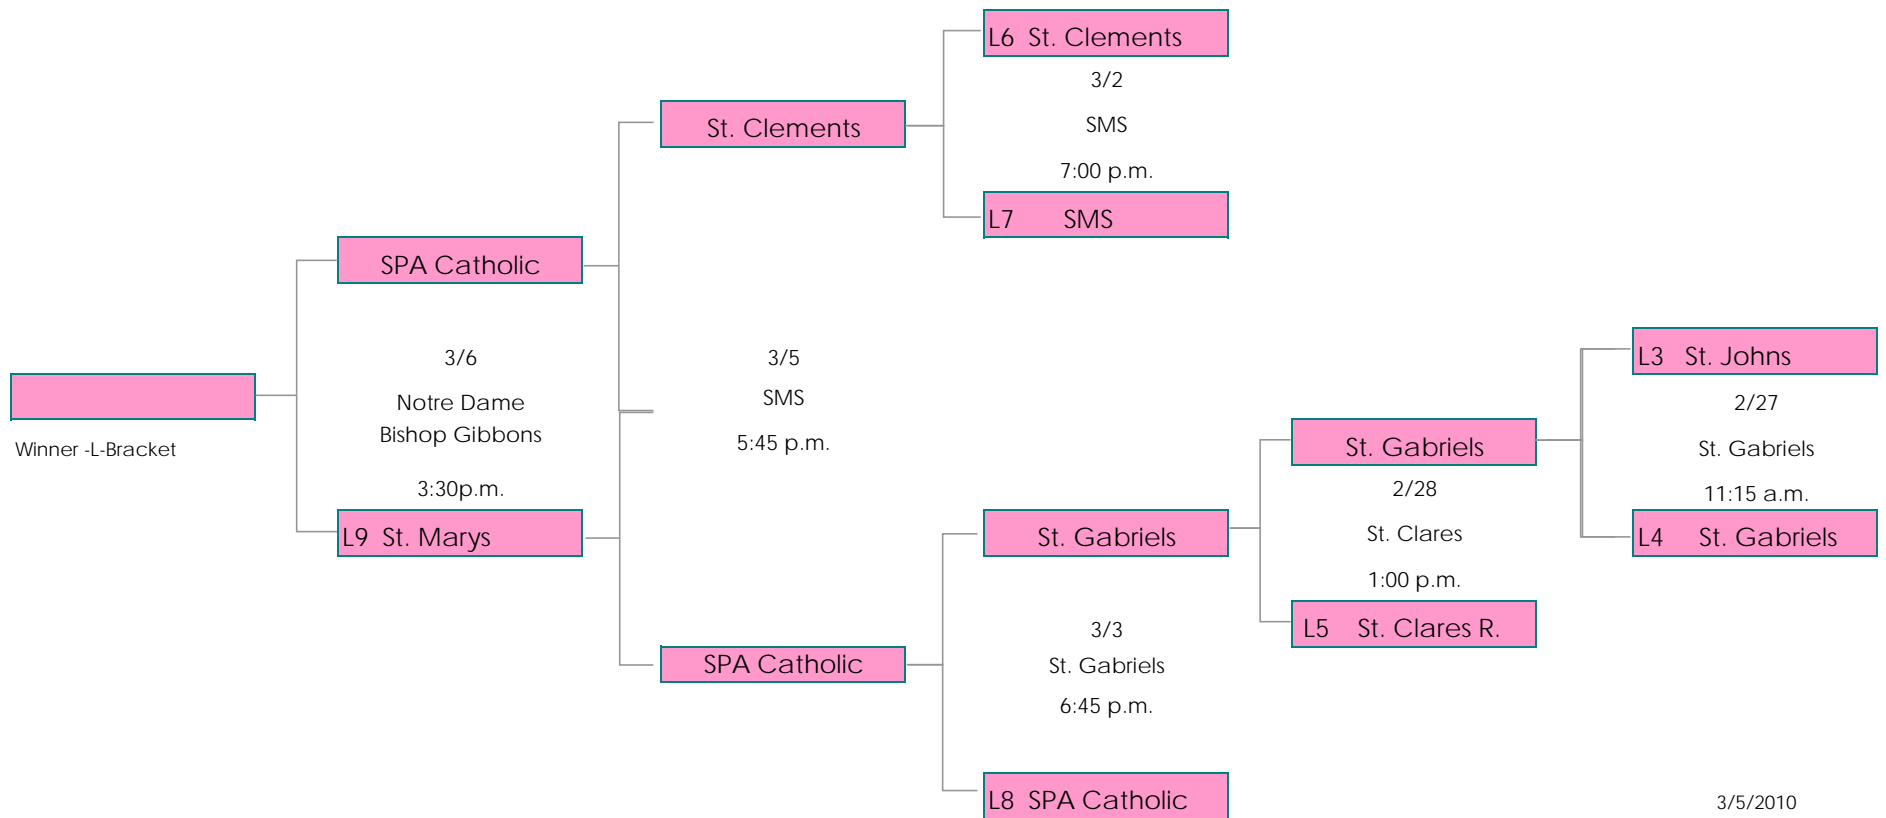 L6 St. Clements
3/2
SMS
7:00 p.m.
L7 SMS
St. Clements
SPA Catholic
3/6
Notre Dame
Bishop Gibbons
3:30p.m.
L9 St. Marys
Winner -L-Bracket
3/5
SMS
5:45 p.m.
SPA Catholic
St. Gabriels
3/3
St. Gabriels
6:45 p.m.
L8 SPA Catholic
St. Gabriels
2/28
St. Clares
1:00 p.m.
L5 St. Clares R.
L3 St. Johns
2/27
St. Gabriels
11:15 a.m.
L4 St. Gabriels
3/5/2010